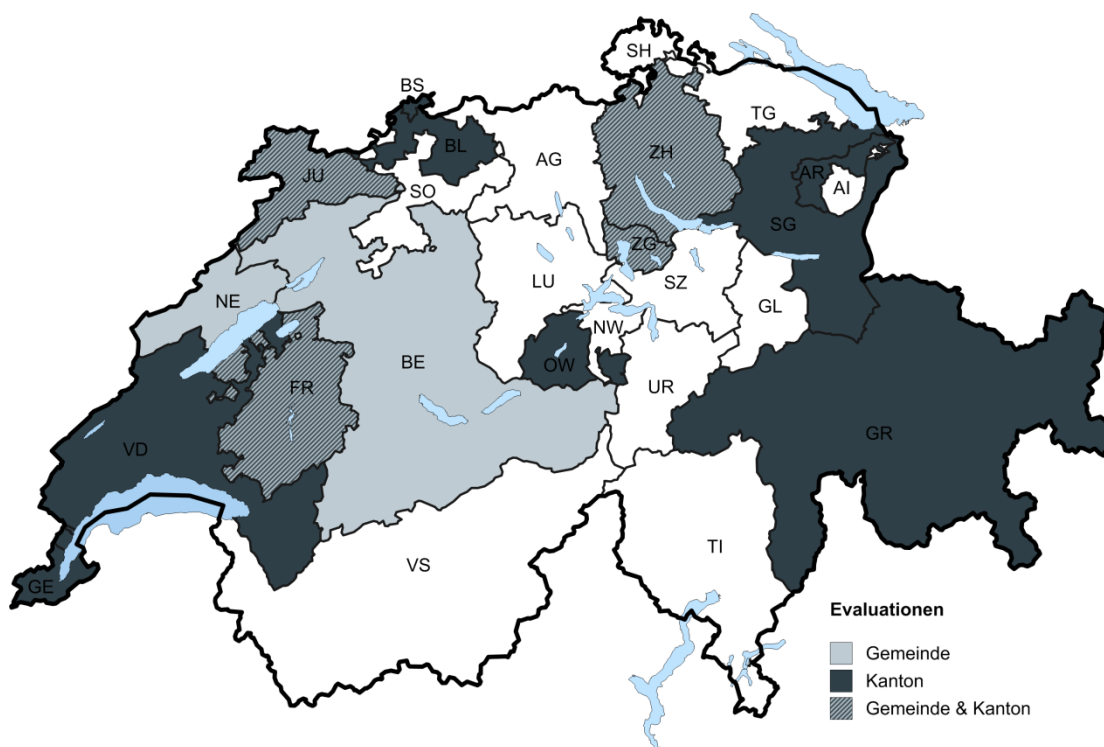 SH
BS
TG
BL
AG
ZH
JU
AR
SO
AI
SG
ZG
LU
SZ
NE
GL
NW
BE
OW
UR
FR
GR
VD
TI
VS
GE
Evaluationen
Gemeinde
Kanton
Gemeinde & Kanton